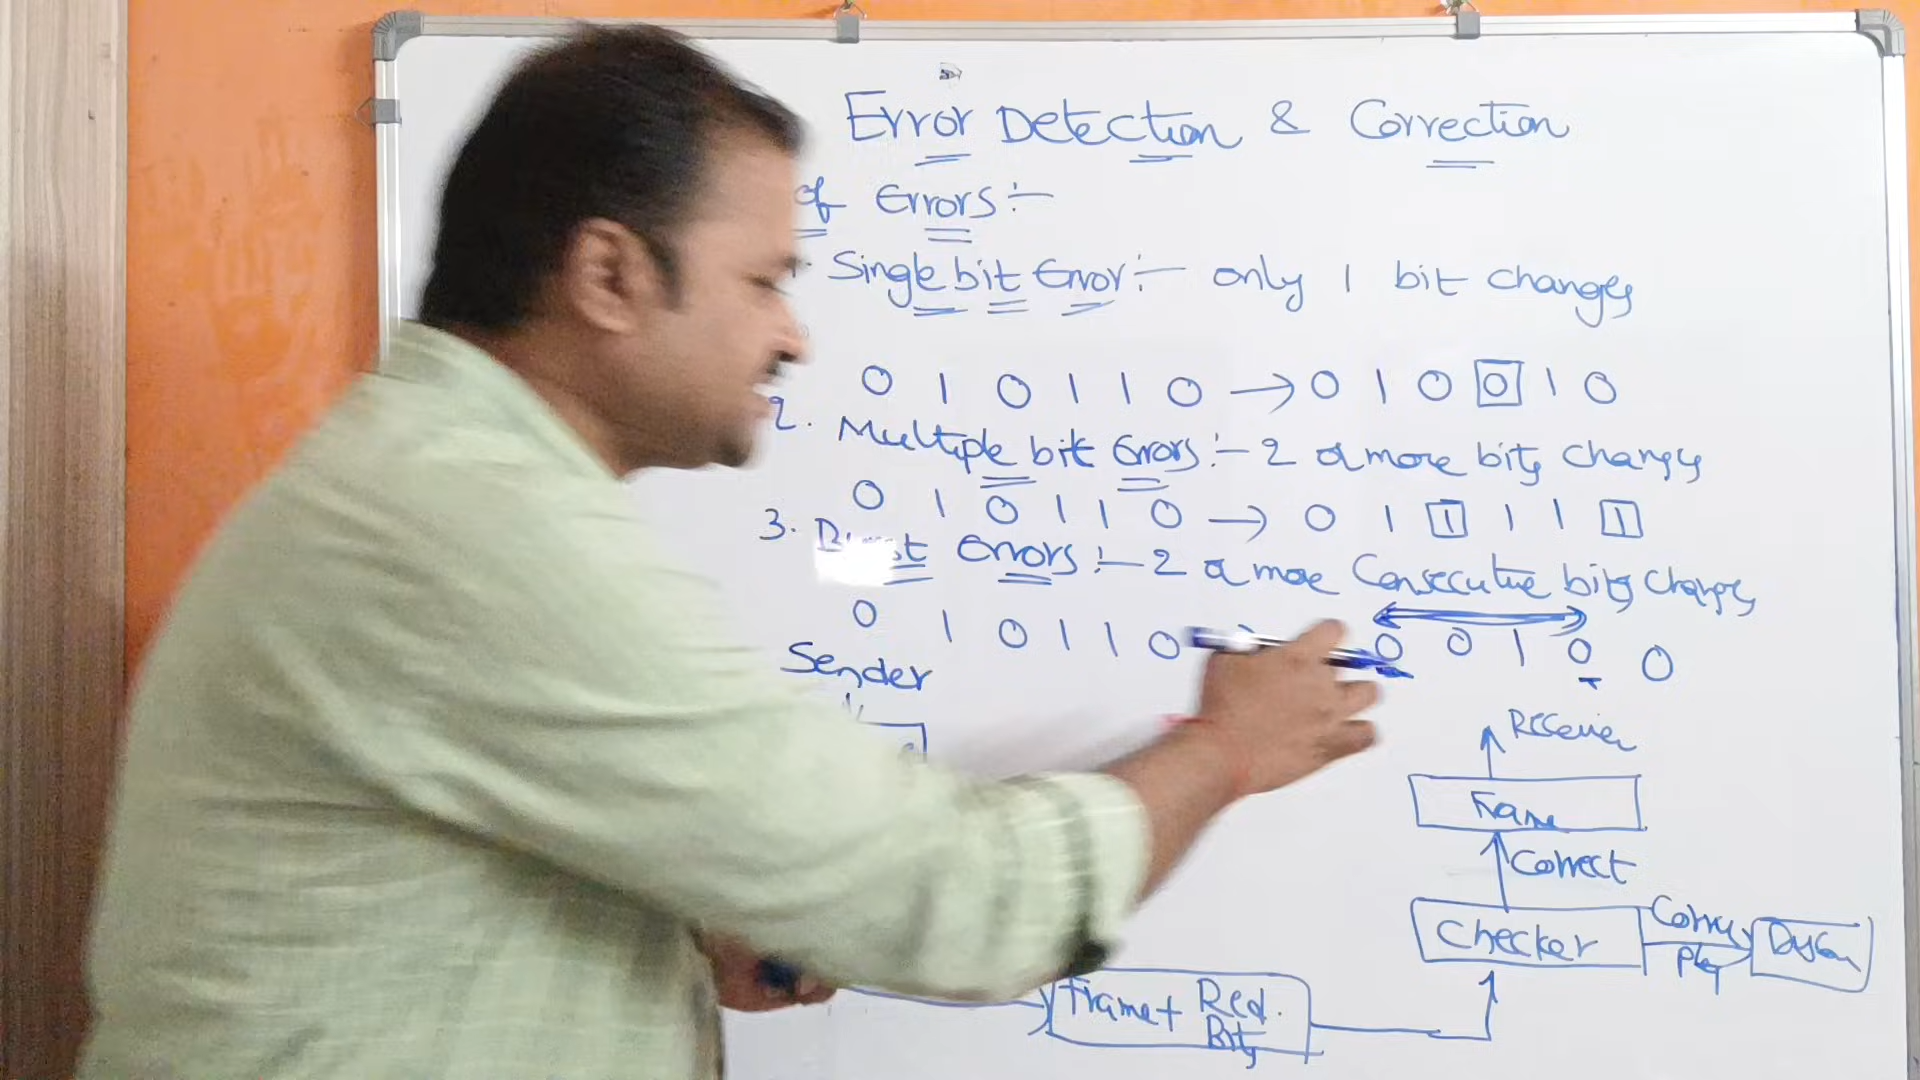 Error Detection & Correction
of Errors :-
Single bit Error :- only 1 bit changes
0 1 0 1 1 0 → 0 1 0 0 1 0
2. Multiple bit Errors :- 2 or more bits changes
0 1 0 1 1 0 → 0 1 1 1 1 1
3. Burst Errors :- 2 or more Consecutive bits changes
0 1 0 1 1 0 0 0 1 0 0
Sender
Receiver
Frame
Correct
Checker
Frame + Red.
Bits